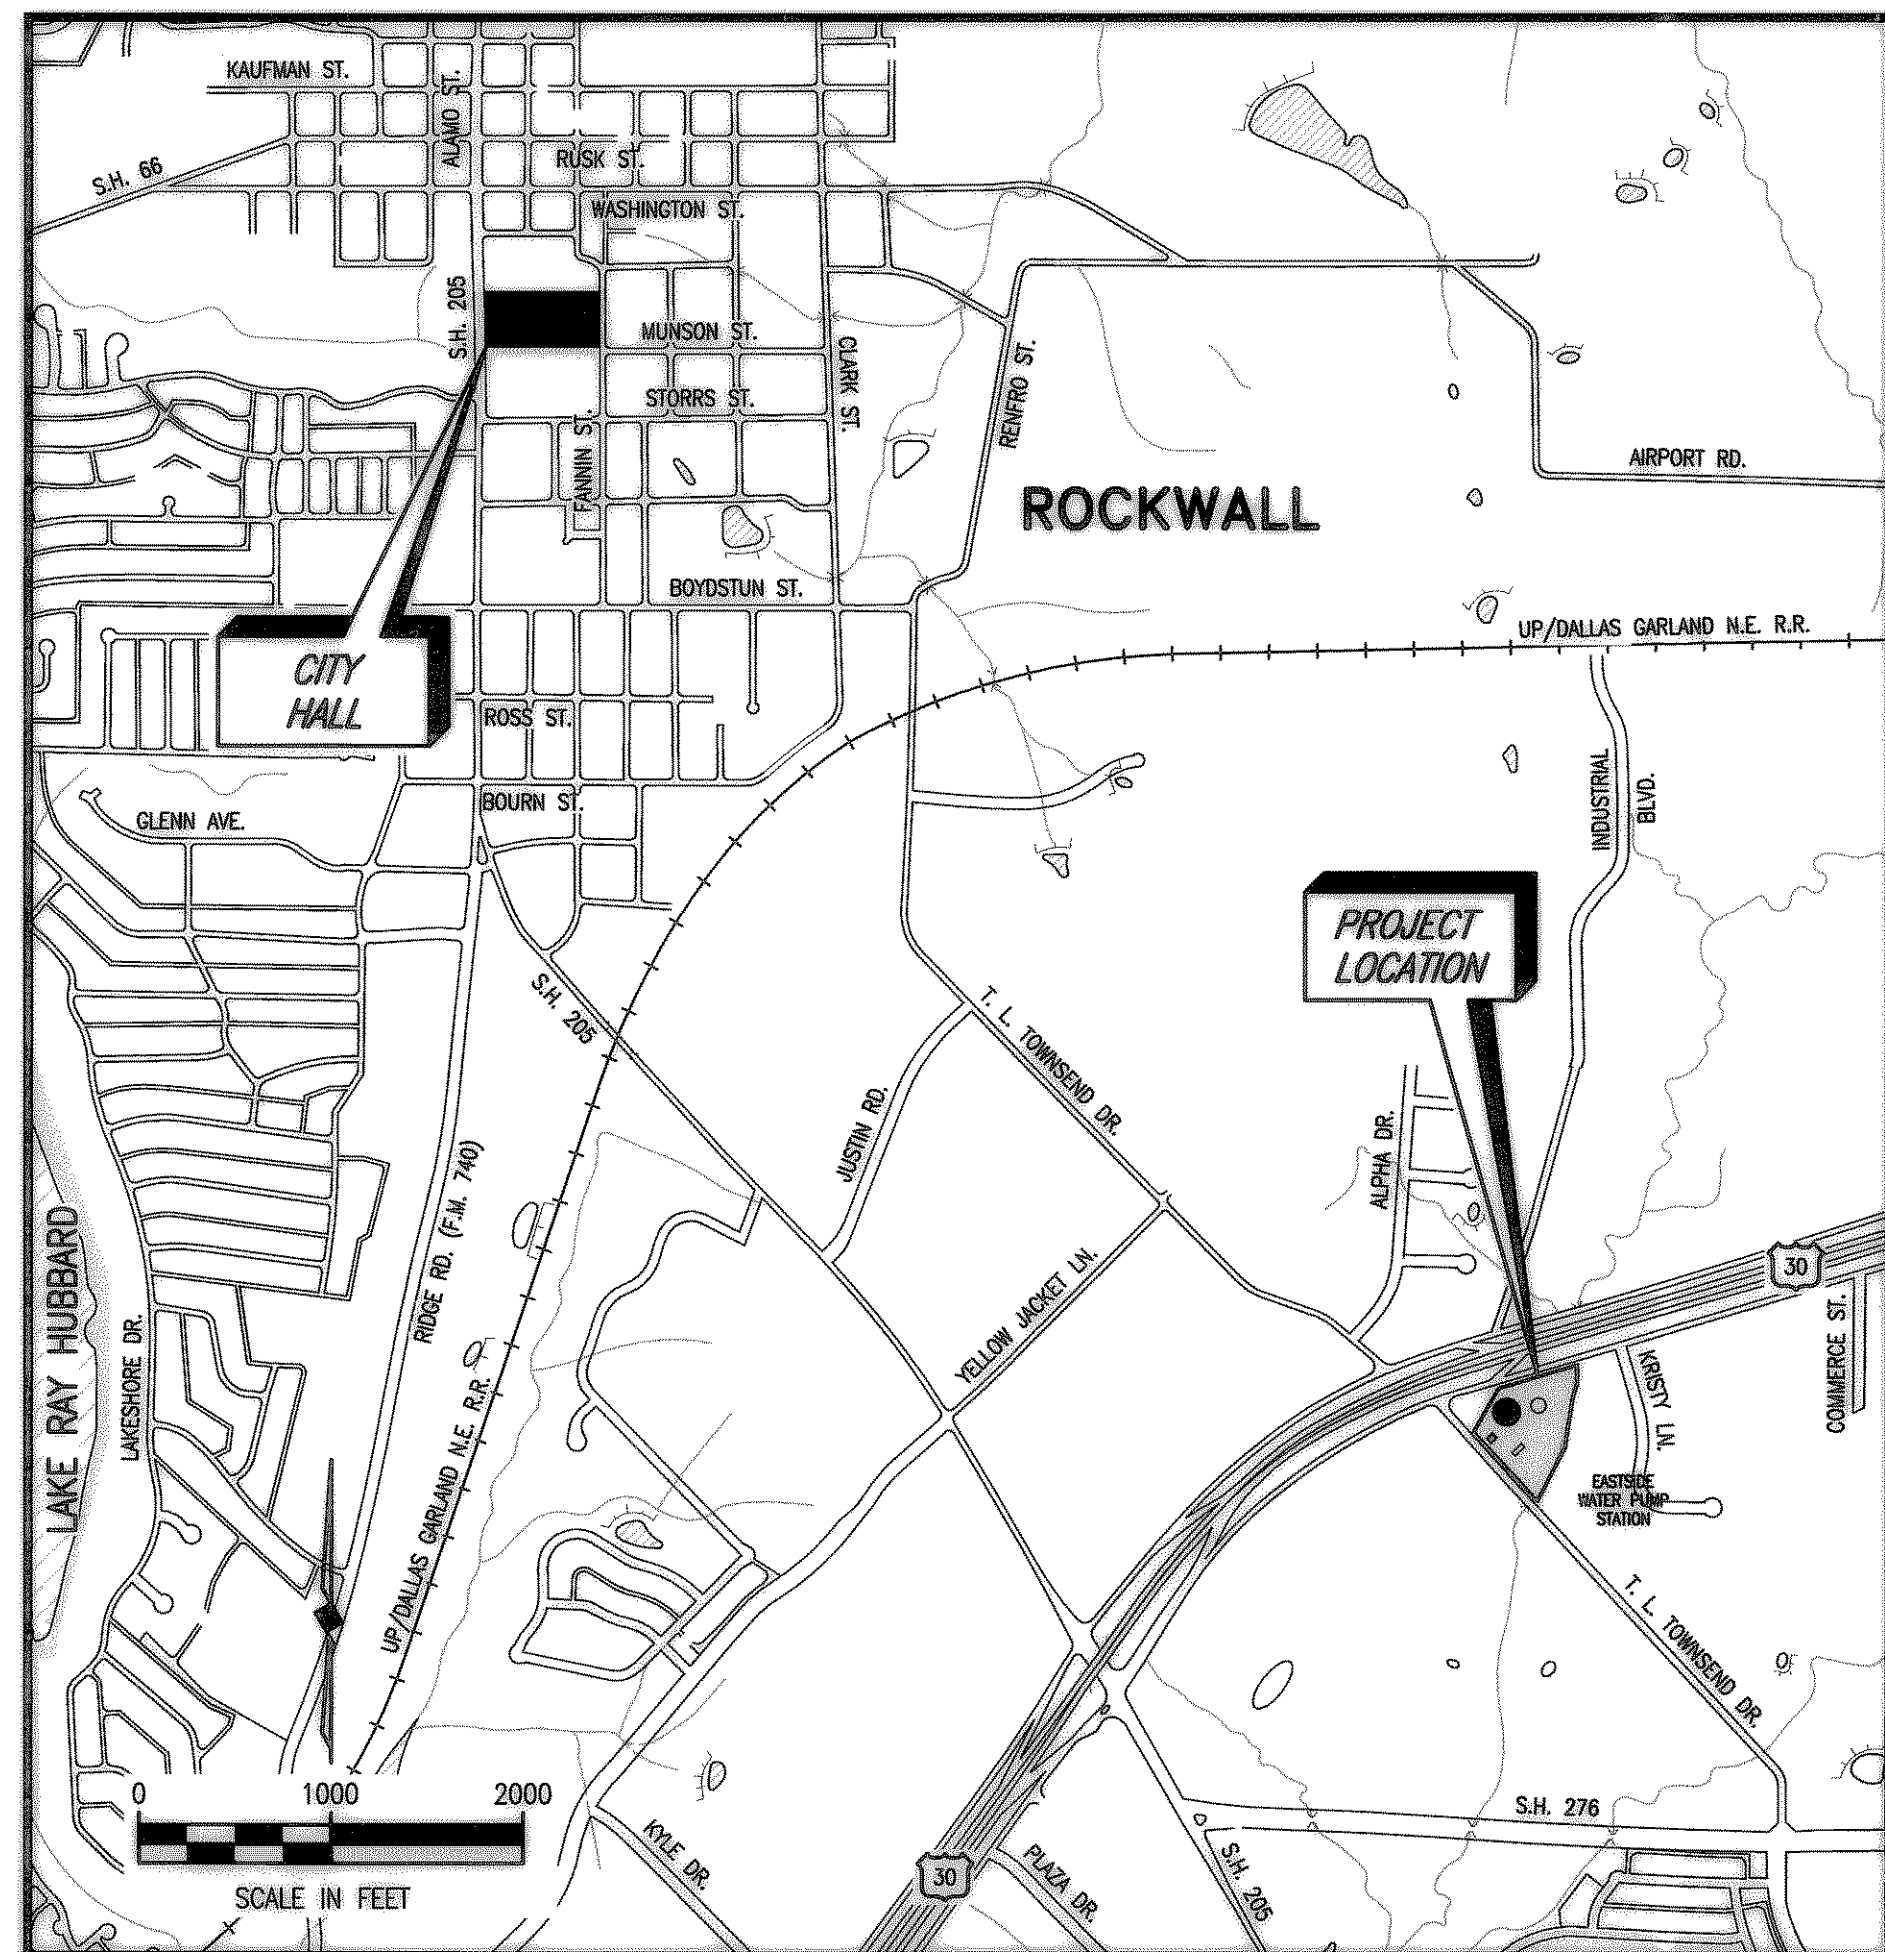 KAUFMAN ST.
ALAMO ST.
S.H. 66
RUSK ST.
WASHINGTON ST.
S.H. 205
MUNSON ST.
CLARK ST.
RENFRO ST.
STORRS ST.
FANNIN ST.
AIRPORT RD.
ROCKWALL
BOYDSTUN ST.
UP/DALLAS GARLAND N.E. R.R.
CITY
HALL
ROSS ST.
INDUSTRIAL
BLVD.
BOURN ST.
GLENN AVE.
PROJECT
LOCATION
S.H. 205
T. L. TOWNSEND DR.
JUSTIN RD.
ALPHA DR.
RIDGE RD. (F.M. 740)
LAKE RAY HUBBARD
LAKESHORE DR.
YELLOW JACKET LN.
30
COMMERCE ST.
KRISTY LN.
UP/DALLAS GARLAND N.E. R.R.
EASTSIDE
WATER PUMP
STATION
T. L. TOWNSEND DR.
0 1000 2000
SCALE IN FEET
S.H. 276
KYLE DR.
30
PLAZA DR.
S.H. 205